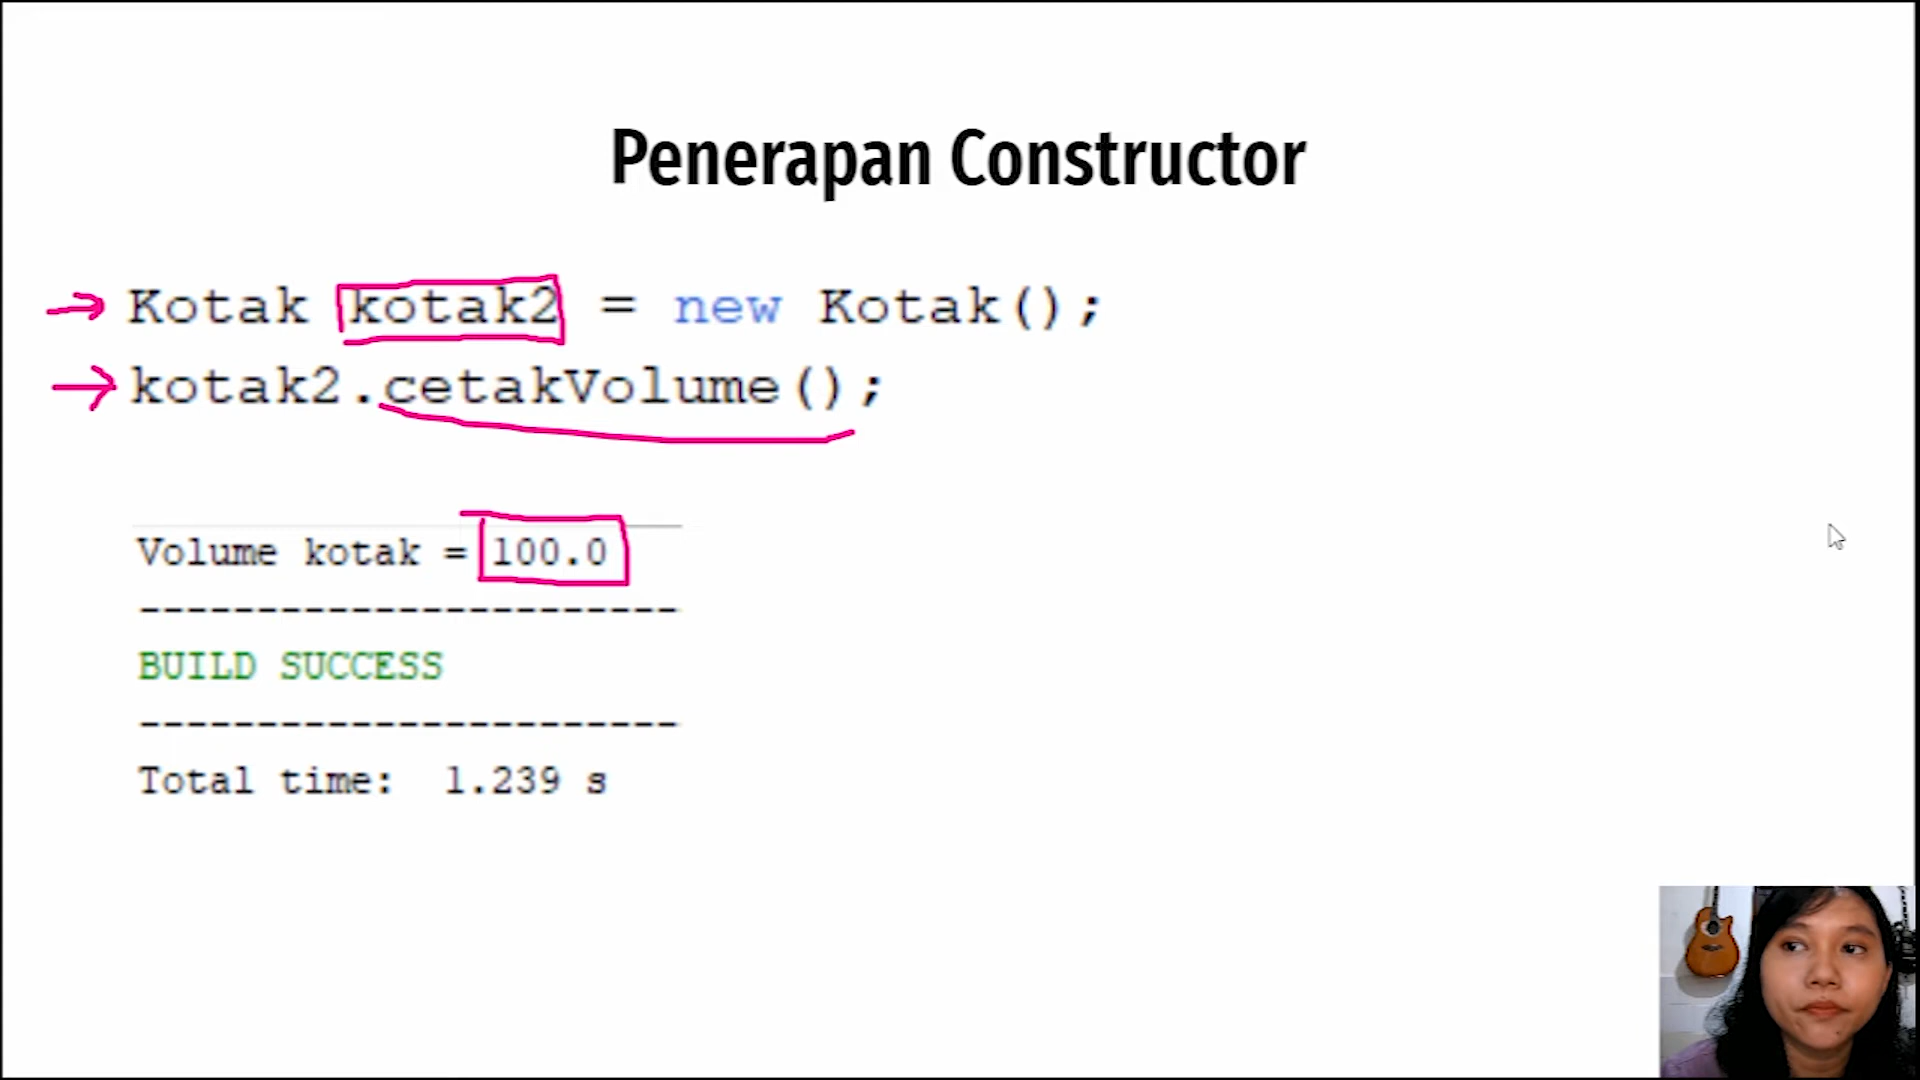 Penerapan Constructor
Kotak kotak2 = new Kotak();
kotak2.cetakVolume();
Volume kotak = 100.0
------------------------
BUILD SUCCESS
------------------------
Total time: 1.239 s